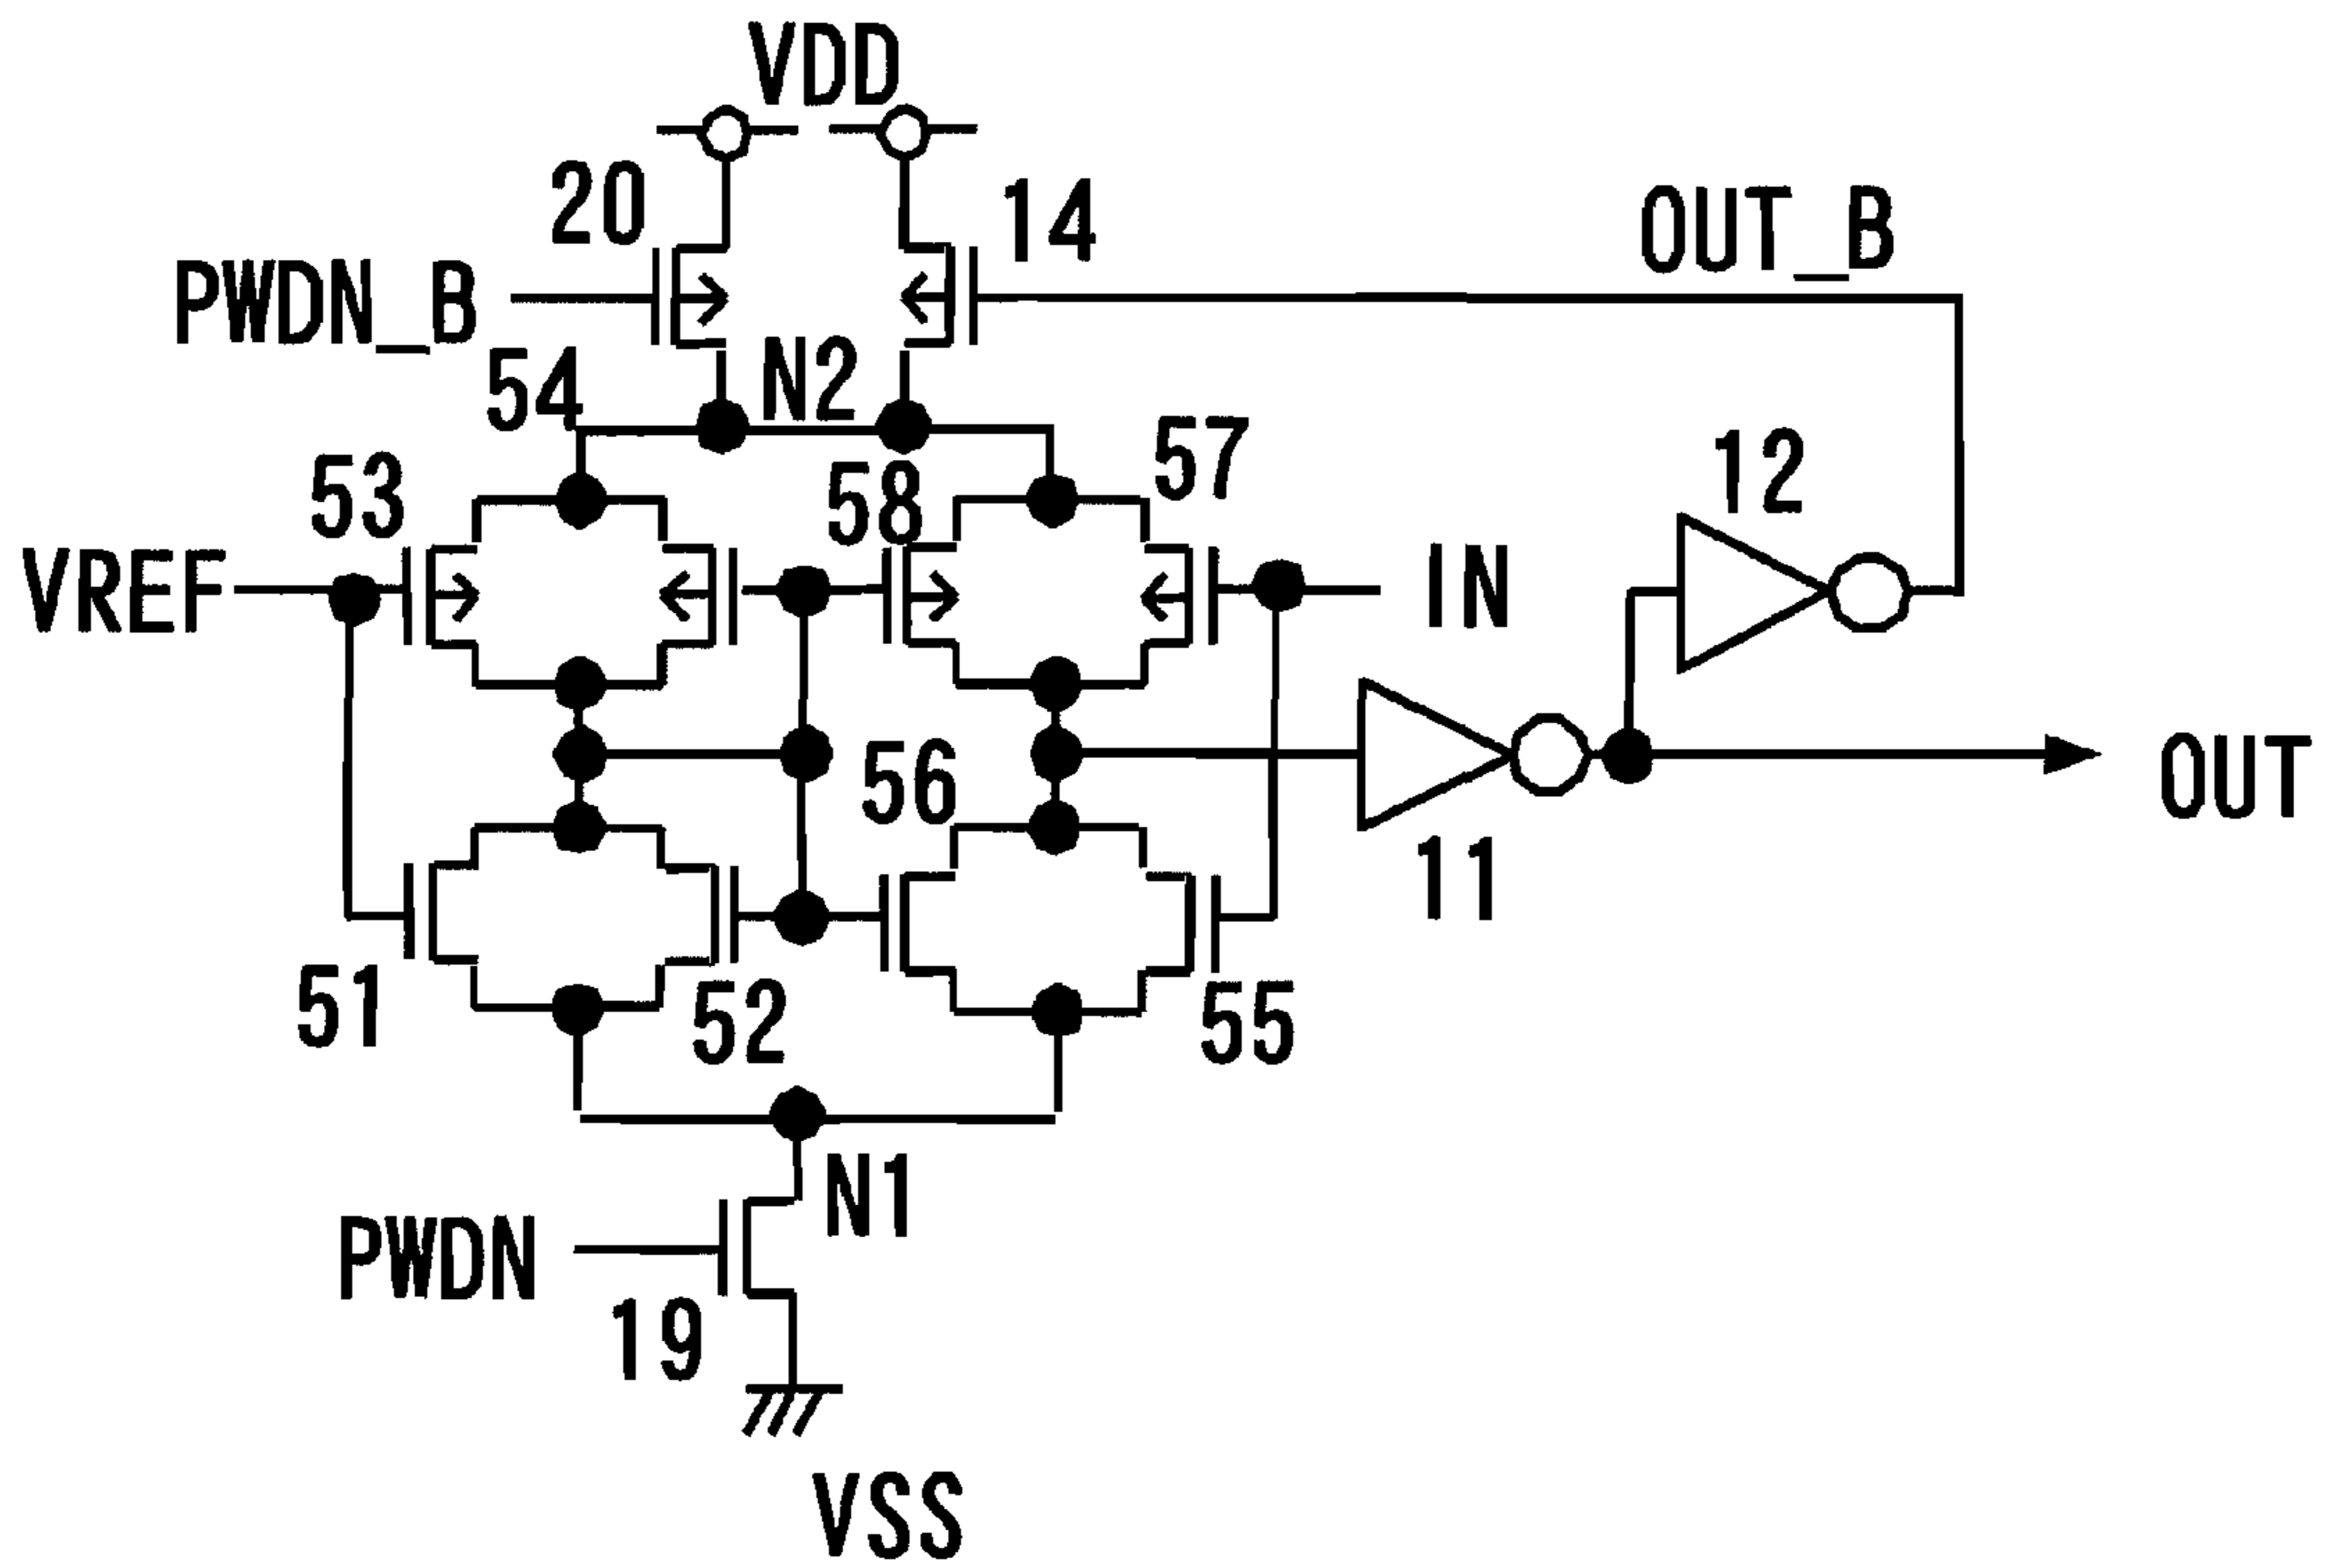 VDD
20
14
OUT_B
PWDN_B
54
N2
53
58
57
12
VREF
IN
56
OUT
11
51
52
55
N1
PWDN
19
VSS